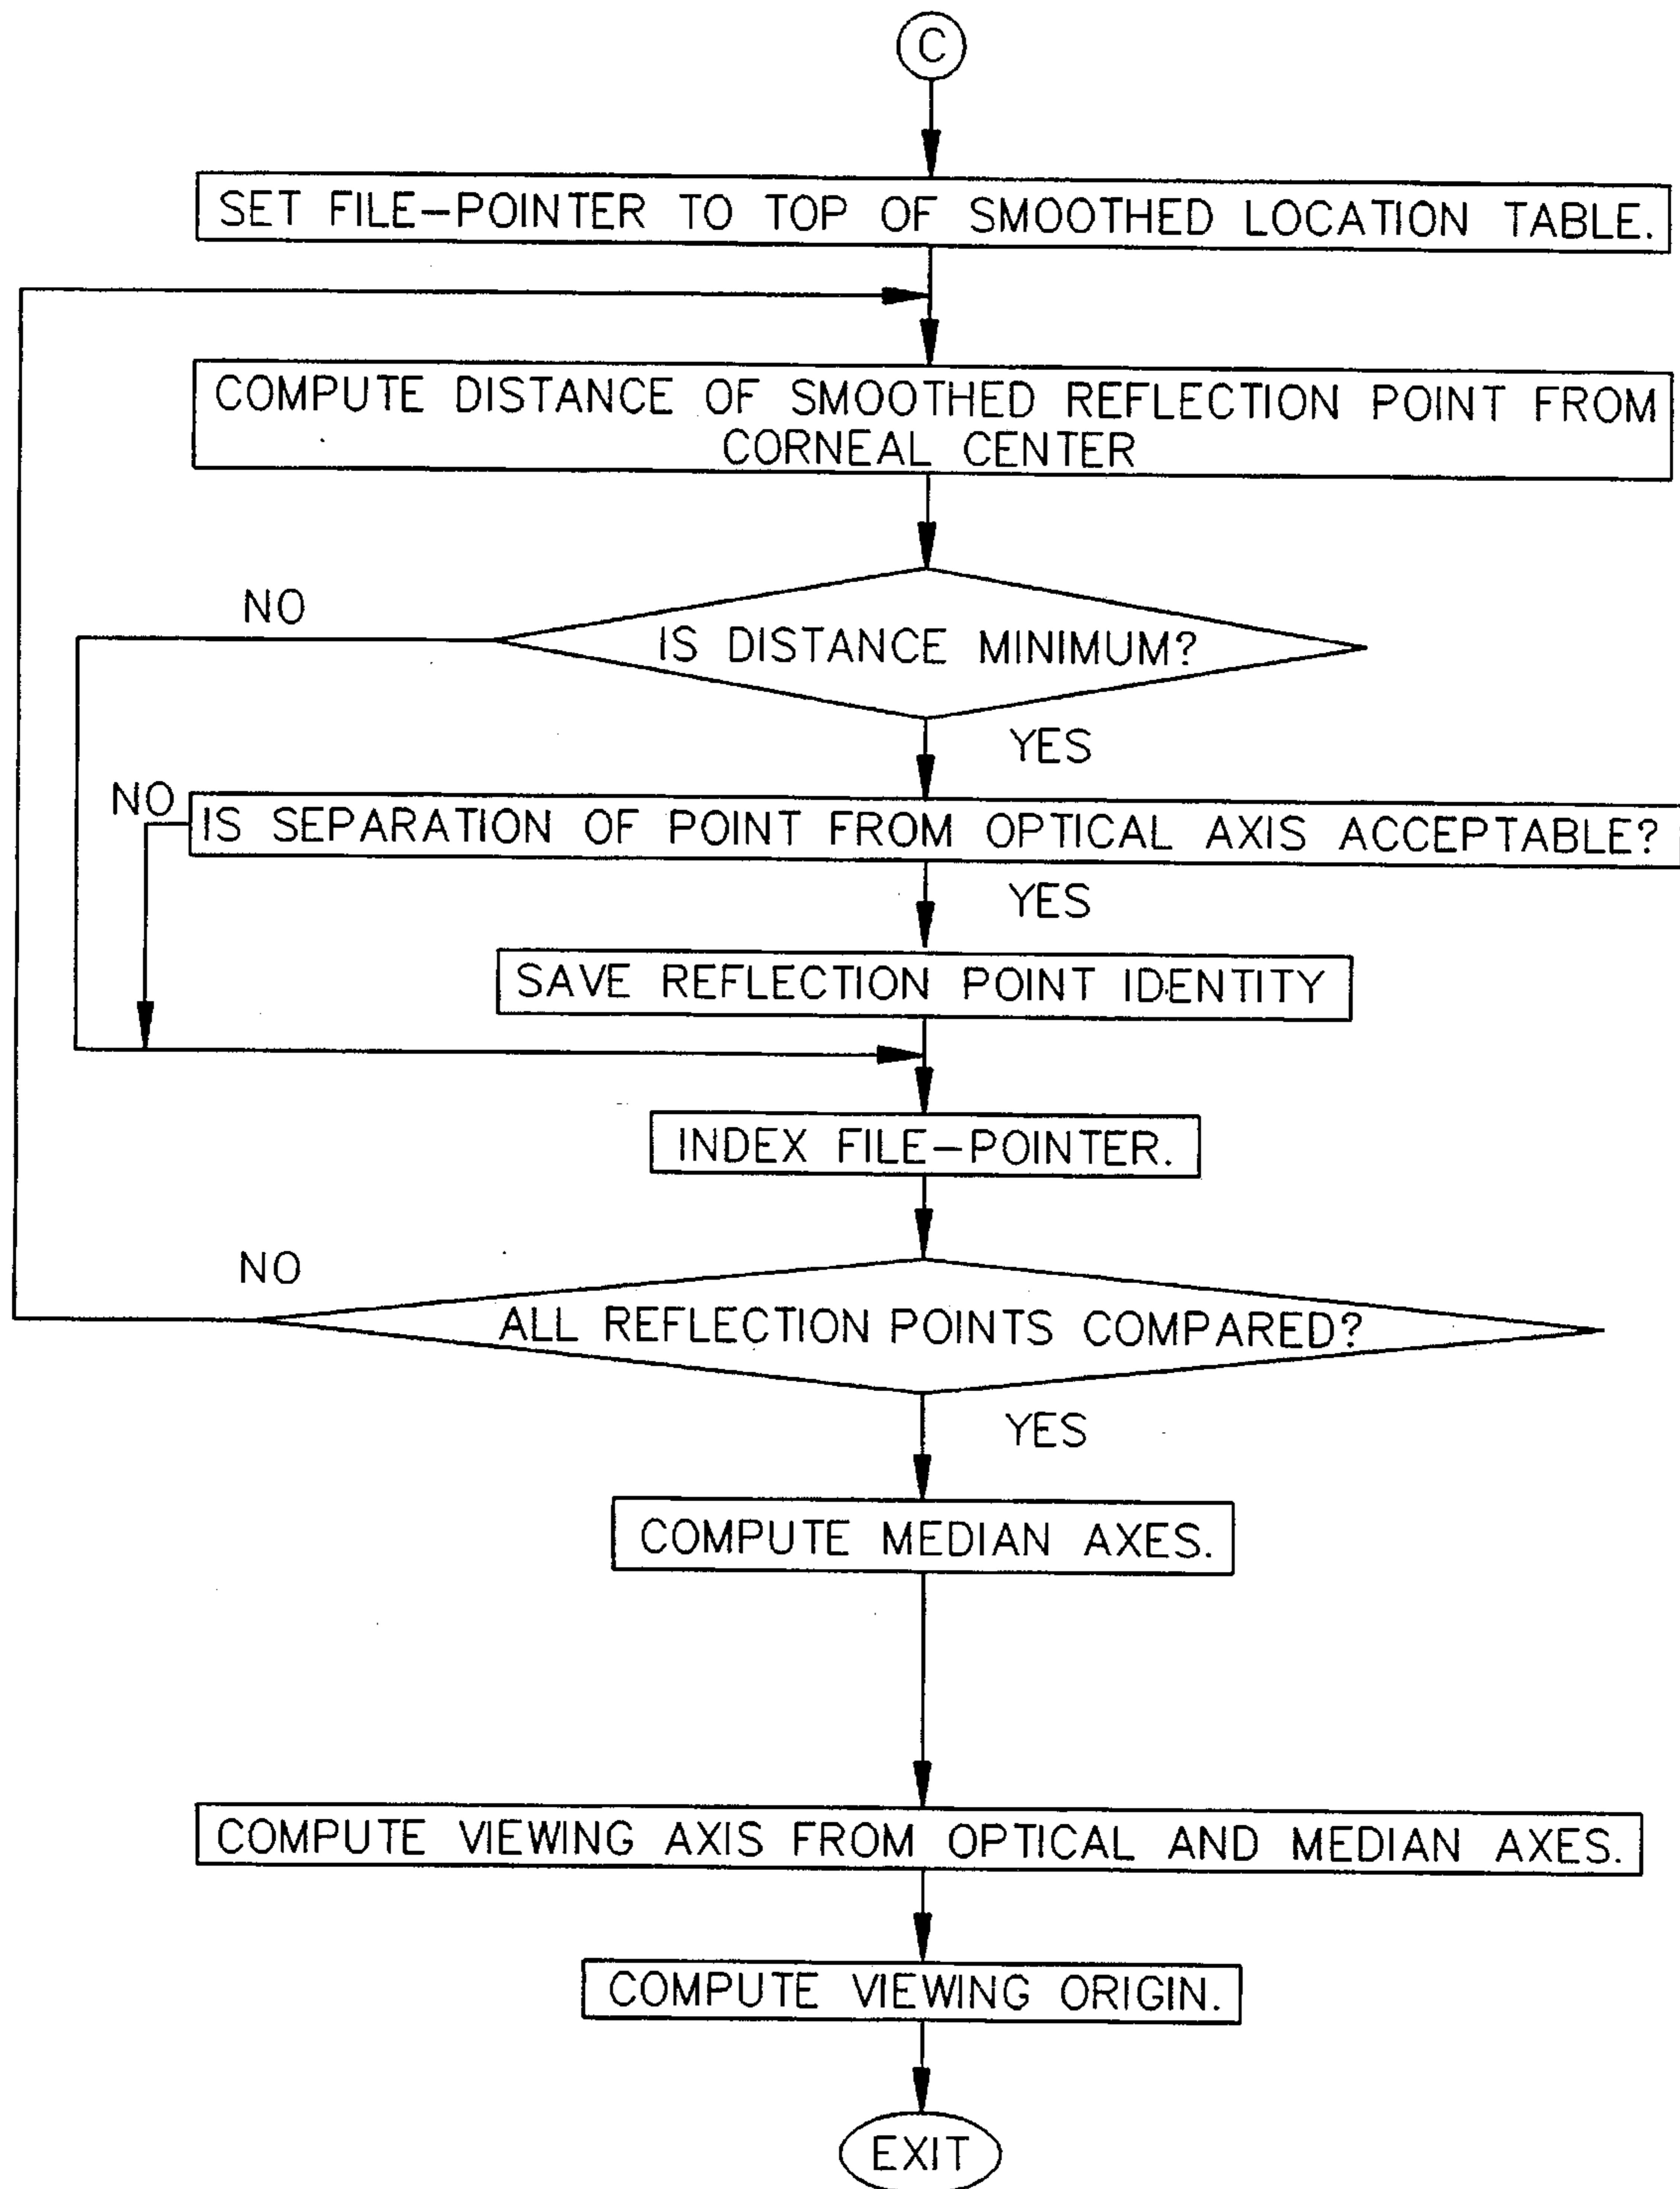 C
SET FILE-POINTER TO TOP OF SMOOTHED LOCATION TABLE.
COMPUTE DISTANCE OF SMOOTHED REFLECTION POINT FROM
CORNEAL CENTER
NO
IS DISTANCE MINIMUM?
YES
NO
IS SEPARATION OF POINT FROM OPTICAL AXIS ACCEPTABLE?
YES
SAVE REFLECTION POINT IDENTITY
INDEX FILE-POINTER.
NO
ALL REFLECTION POINTS COMPARED?
YES
COMPUTE MEDIAN AXES.
COMPUTE VIEWING AXIS FROM OPTICAL AND MEDIAN AXES.
COMPUTE VIEWING ORIGIN.
EXIT